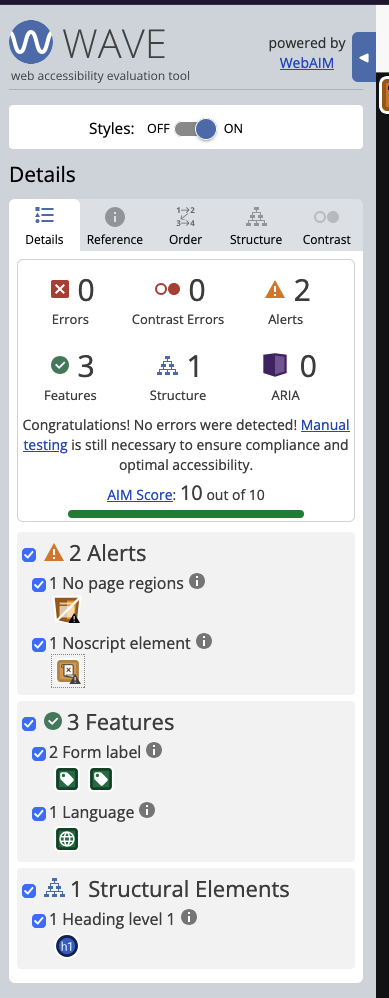 WAVE
web accessibility evaluation tool
powered by
WebAIM
Styles: OFF ON
Details
Details Reference Order Structure Contrast
0 0 2
Errors Contrast Errors Alerts
3 1 0
Features Structure ARIA
Congratulations! No errors were detected! Manual
testing is still necessary to ensure compliance and
optimal accessibility.
AIM Score: 10 out of 10
2 Alerts
1 No page regions
1 Noscript element
3 Features
2 Form label
1 Language
1 Structural Elements
1 Heading level 1
h1